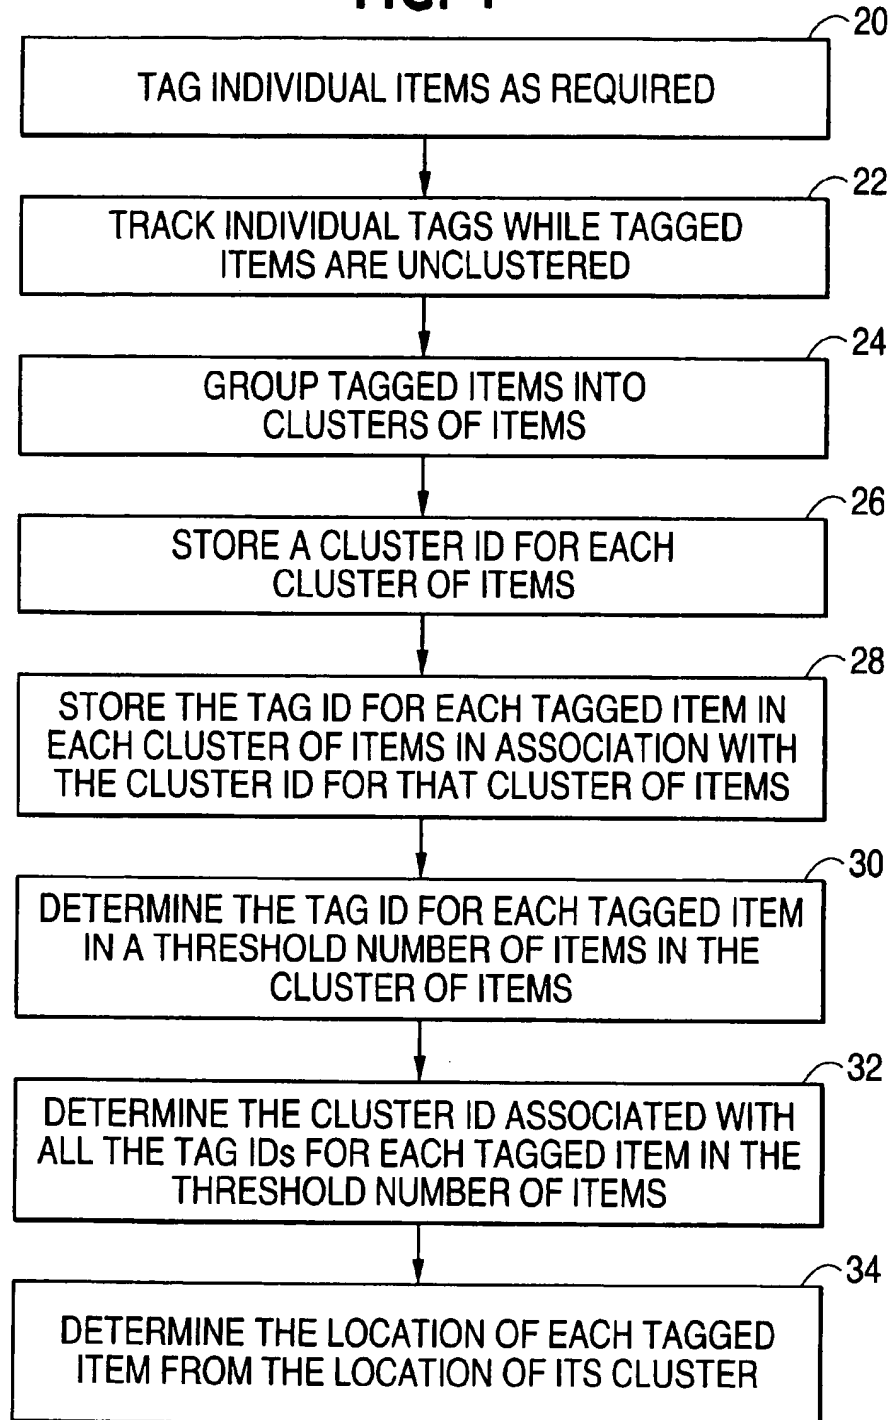 20
TAG INDIVIDUAL ITEMS AS REQUIRED
22
TRACK INDIVIDUAL TAGS WHILE TAGGED
ITEMS ARE UNCLUSTERED
24
GROUP TAGGED ITEMS INTO
CLUSTERS OF ITEMS
26
STORE A CLUSTER ID FOR EACH
CLUSTER OF ITEMS
28
STORE THE TAG ID FOR EACH TAGGED ITEM IN
EACH CLUSTER OF ITEMS IN ASSOCIATION WITH
THE CLUSTER ID FOR THAT CLUSTER OF ITEMS
30
DETERMINE THE TAG ID FOR EACH TAGGED ITEM
IN A THRESHOLD NUMBER OF ITEMS IN THE
CLUSTER OF ITEMS
32
DETERMINE THE CLUSTER ID ASSOCIATED WITH
ALL THE TAG IDs FOR EACH TAGGED ITEM IN THE
THRESHOLD NUMBER OF ITEMS
34
DETERMINE THE LOCATION OF EACH TAGGED
ITEM FROM THE LOCATION OF ITS CLUSTER